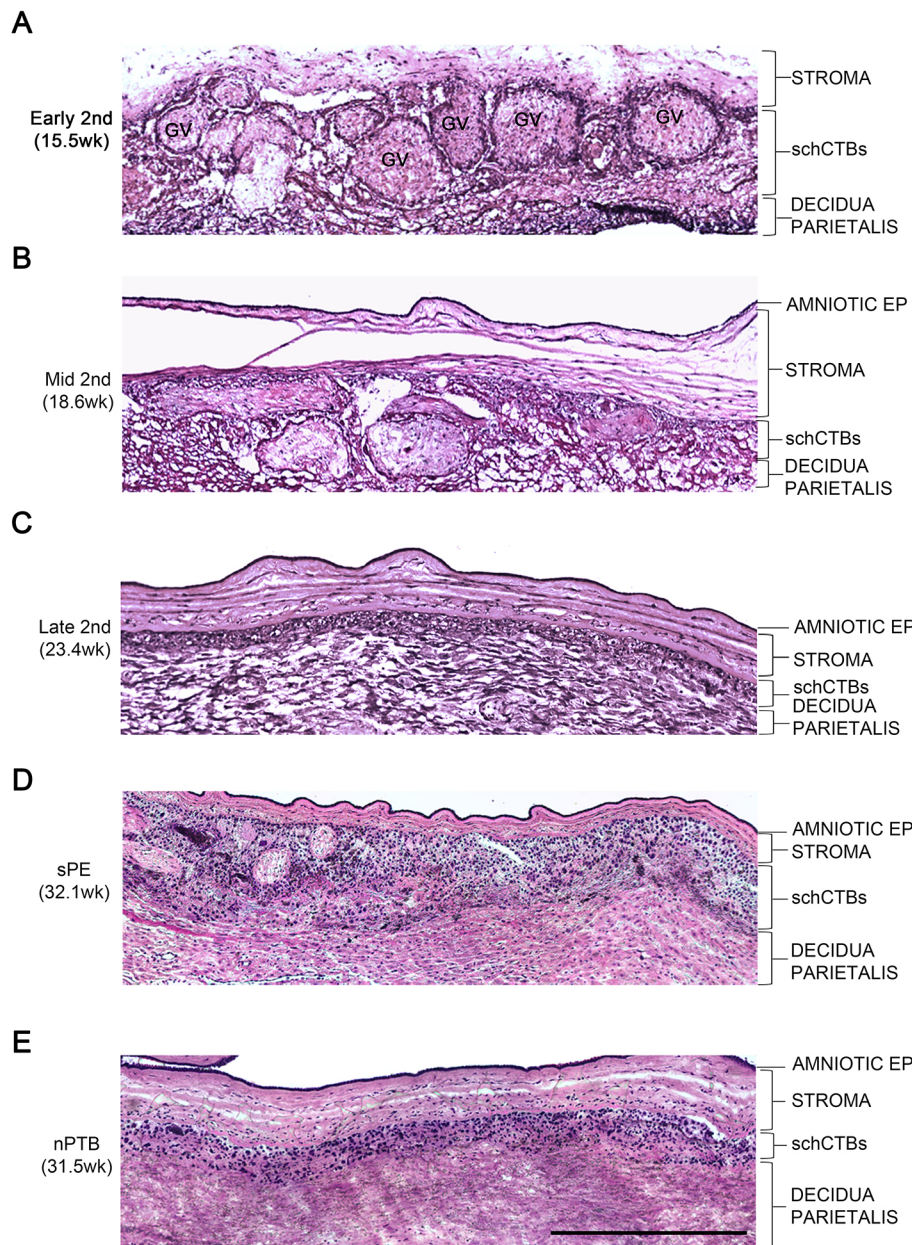 A
Early 2nd
(15.5wk)
GV
GV
GV
GV
GV
STROMA
schCTBs
DECIDUA
PARIETALIS
B
Mid 2nd
(18.6wk)
AMNIOTIC EP
STROMA
schCTBs
DECIDUA
PARIETALIS
C
Late 2nd
(23.4wk)
AMNIOTIC EP
STROMA
schCTBs
DECIDUA
PARIETALIS
D
sPE
(32.1wk)
AMNIOTIC EP
STROMA
schCTBs
DECIDUA
PARIETALIS
E
nPTB
(31.5wk)
AMNIOTIC EP
STROMA
schCTBs
DECIDUA
PARIETALIS